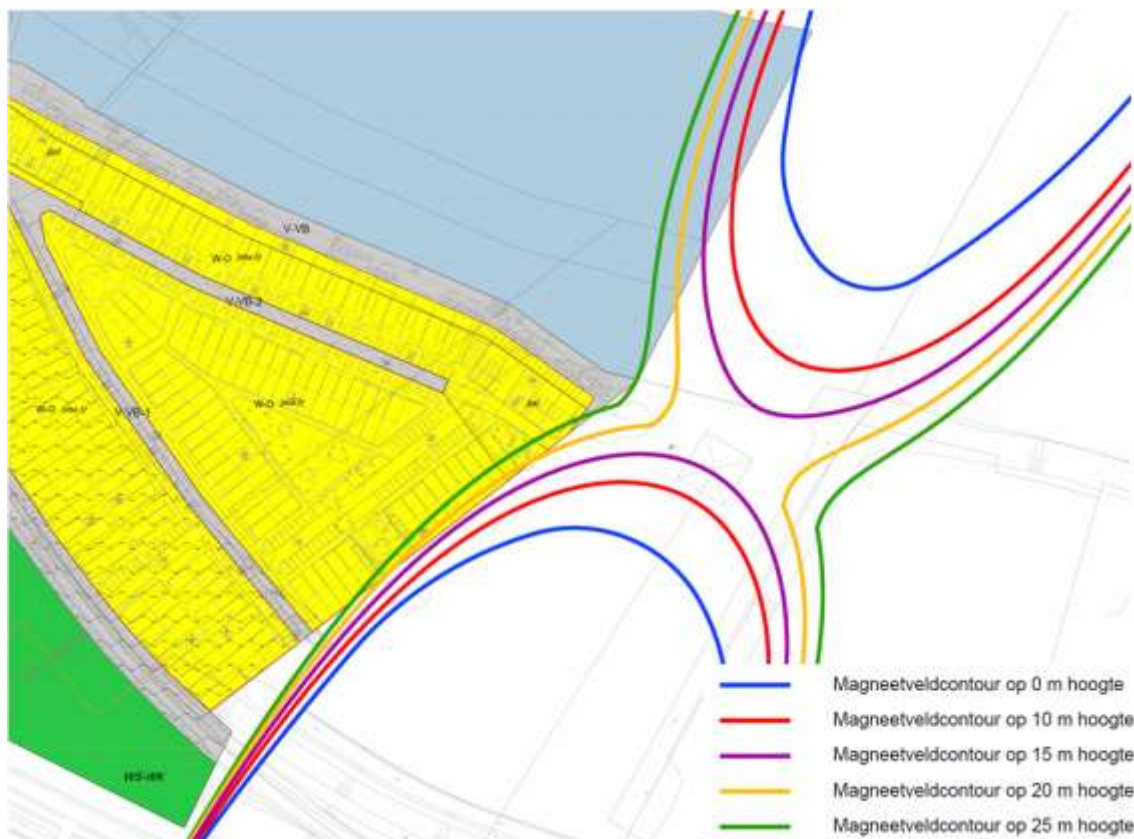 V-VB
W-D
V-VB-2
W-D
W-D
V-VB-1
Magneetveldcontour op 0 m hoogte
Magneetveldcontour op 10 m hoogte
Magneetveldcontour op 15 m hoogte
Magneetveldcontour op 20 m hoogte
Magneetveldcontour op 25 m hoogte